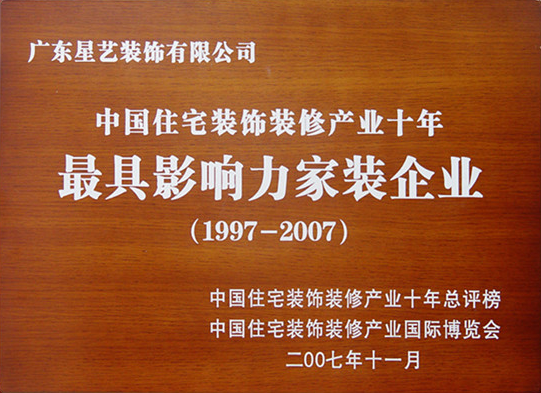 广东星艺装饰有限公司
中国住宅装饰装修产业十年
最具影响力家装企业
(1997-2007)
中国住宅装饰装修产业十年总评榜
中国住宅装饰装修产业国际博览会
二00七年十一月